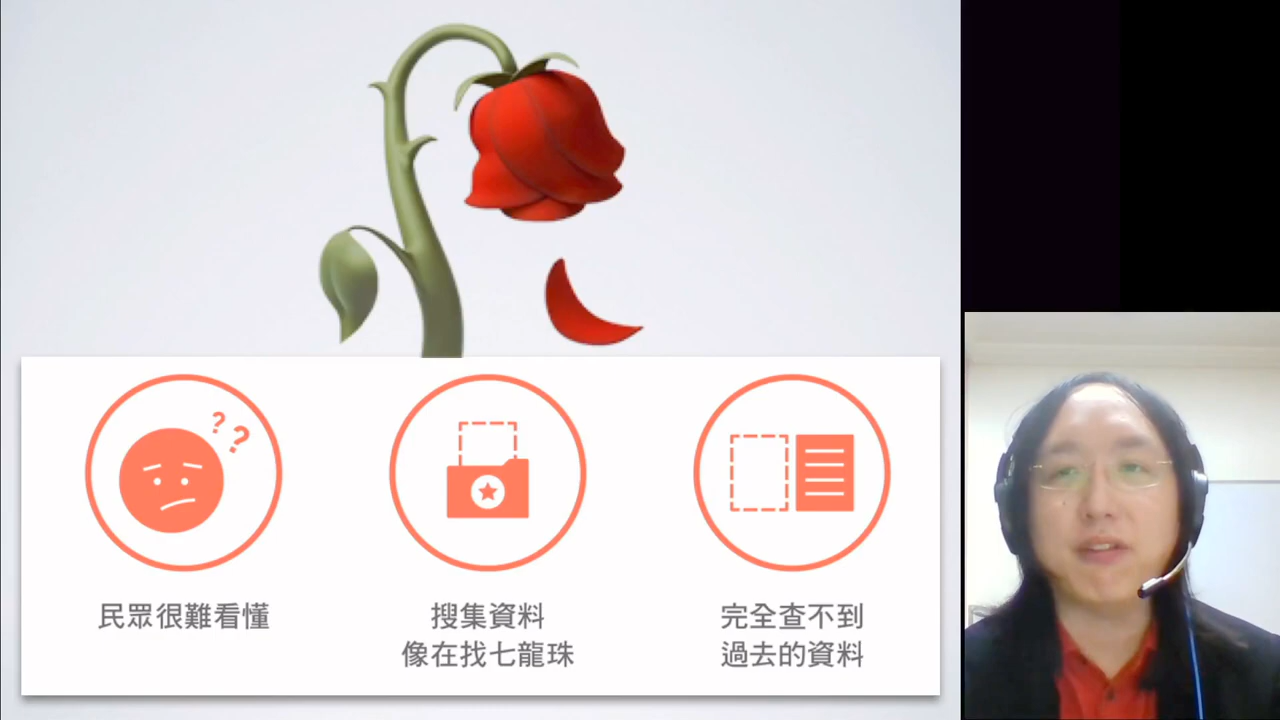 ? ?
民眾很難看懂
搜集資料
像在找七龍珠
完全查不到
過去的資料